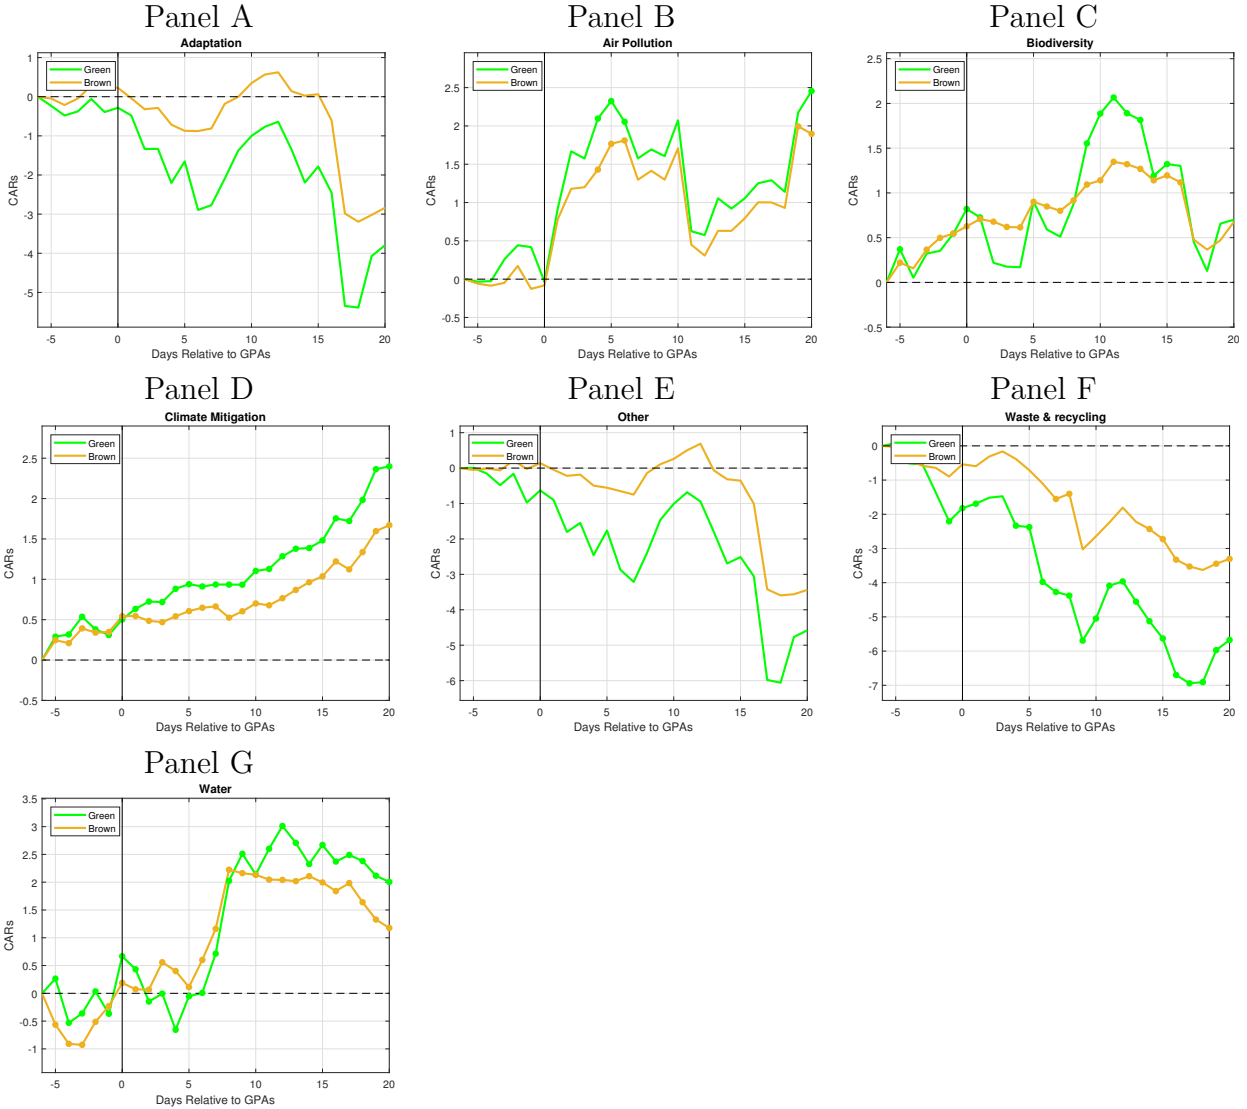 Panel A
Adaptation
Green
Brown
1
0
-1
-2
-3
-4
-5
CARs
-5 0 5 10 15 20
Days Relative to GPAs
Panel B
Air Pollution
Green
Brown
2.5
2
1.5
1
0.5
0
-0.5
CARs
-5 0 5 10 15 20
Days Relative to GPAs
Panel C
Biodiversity
Green
Brown
2.5
2
1.5
1
0.5
0
-0.5
CARs
-5 0 5 10 15 20
Days Relative to GPAs
Panel D
Climate Mitigation
Green
Brown
2.5
2
1.5
1
0.5
0
-0.5
CARs
-5 0 5 10 15 20
Days Relative to GPAs
Panel E
Other
Green
Brown
1
0
-1
-2
-3
-4
-5
-6
CARs
-5 0 5 10 15 20
Days Relative to GPAs
Panel F
Waste & recycling
Green
Brown
0
-1
-2
-3
-4
-5
-6
-7
CARs
-5 0 5 10 15 20
Days Relative to GPAs
Panel G
Water
Green
Brown
3.5
3
2.5
2
1.5
1
0.5
0
-0.5
-1
CARs
-5 0 5 10 15 20
Days Relative to GPAs